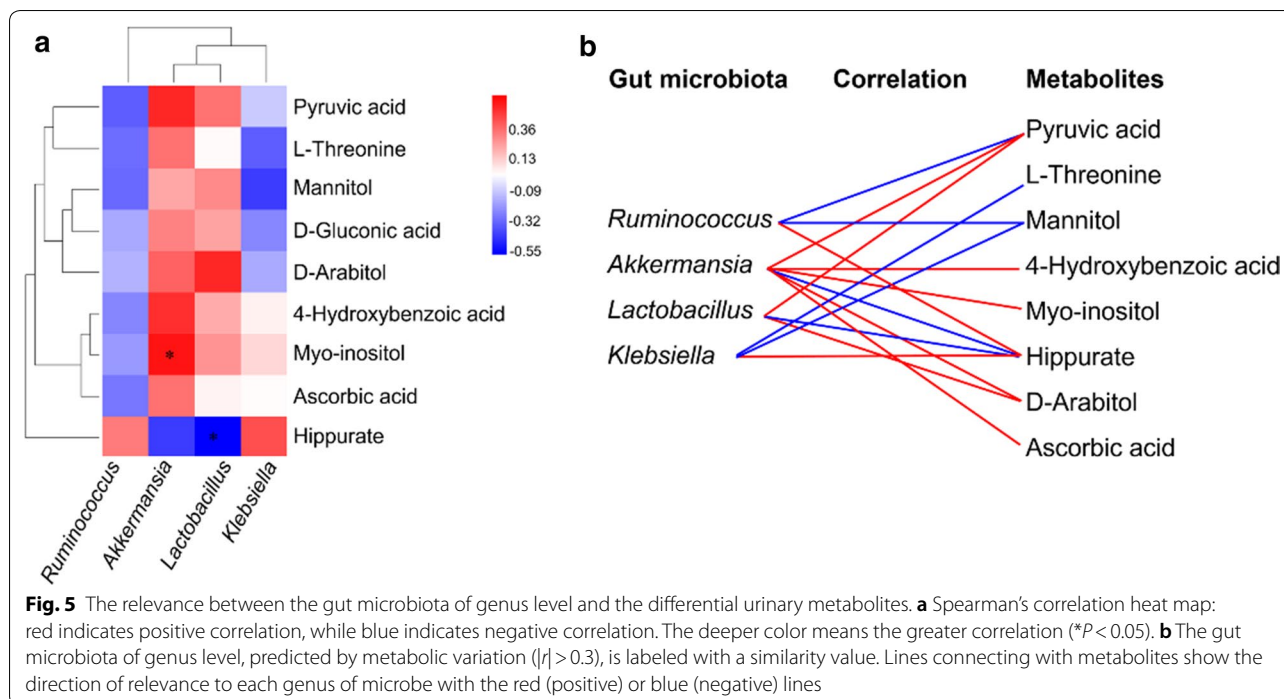 a
Pyruvic acid
L-Threonine
Mannitol
D-Gluconic acid
D-Arabitol
4-Hydroxybenzoic acid
Myo-inositol
*
Ascorbic acid
Hippurate
*
Ruminococcus
Akkermansia
Lactobacillus
Klebsiella
0.36
0.13
-0.09
-0.32
-0.55
b
Gut microbiota Correlation Metabolites
Ruminococcus
Akkermansia
Lactobacillus
Klebsiella
Pyruvic acid
L-Threonine
Mannitol
4-Hydroxybenzoic acid
Myo-inositol
Hippurate
D-Arabitol
Ascorbic acid
Fig. 5 The relevance between the gut microbiota of genus level and the differential urinary metabolites. a Spearman's correlation heat map:
red indicates positive correlation, while blue indicates negative correlation. The deeper color means the greater correlation (*P < 0.05). b The gut
microbiota of genus level, predicted by metabolic variation (|r| > 0.3), is labeled with a similarity value. Lines connecting with metabolites show the
direction of relevance to each genus of microbe with the red (positive) or blue (negative) lines